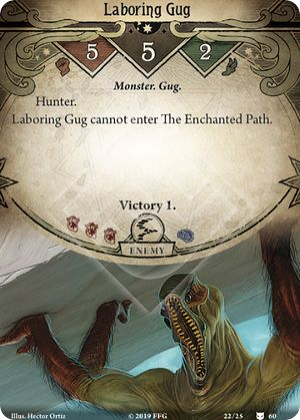 Laboring Gug
5 5 2
Monster. Gug.
Hunter.
Laboring Gug cannot enter The Enchanted Path.
Victory 1.
ENEMY
Illus. Hector Ortiz © 2019 FFG 22/25 60